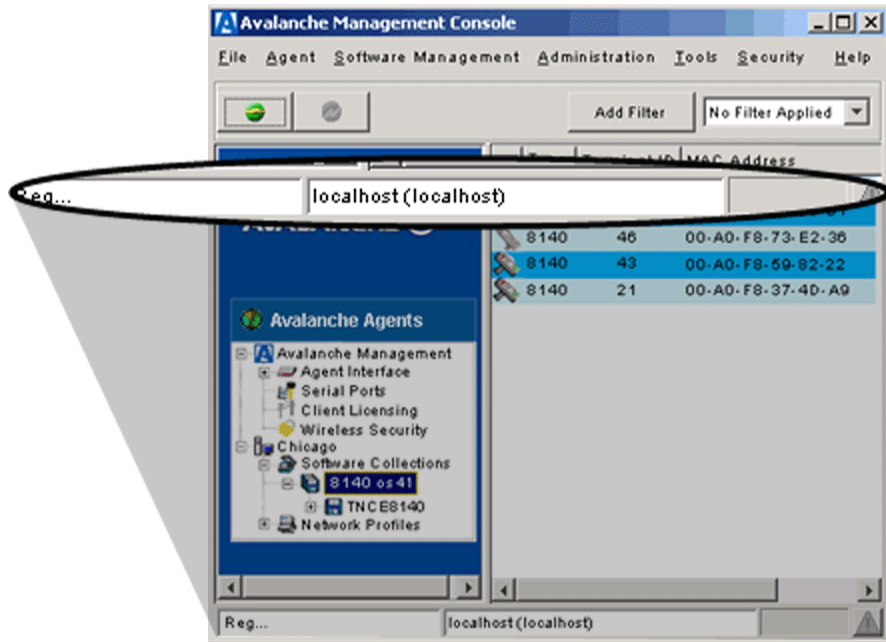 Avalanche Management Console
File Agent Software Management Administration Tools Security Help
Add Filter No Filter Applied
MAC Address
Reg... localhost (localhost)
8140 46 00-A0-F8-73-E2-36
8140 43 00-A0-F8-59-82-22
8140 21 00-A0-F8-37-4D-A9
Avalanche Agents
Avalanche Management
Agent Interface
Serial Ports
Client Licensing
Wireless Security
Chicago
Software Collections
8140 os41
TNCE8140
Network Profiles
Reg... localhost (localhost)